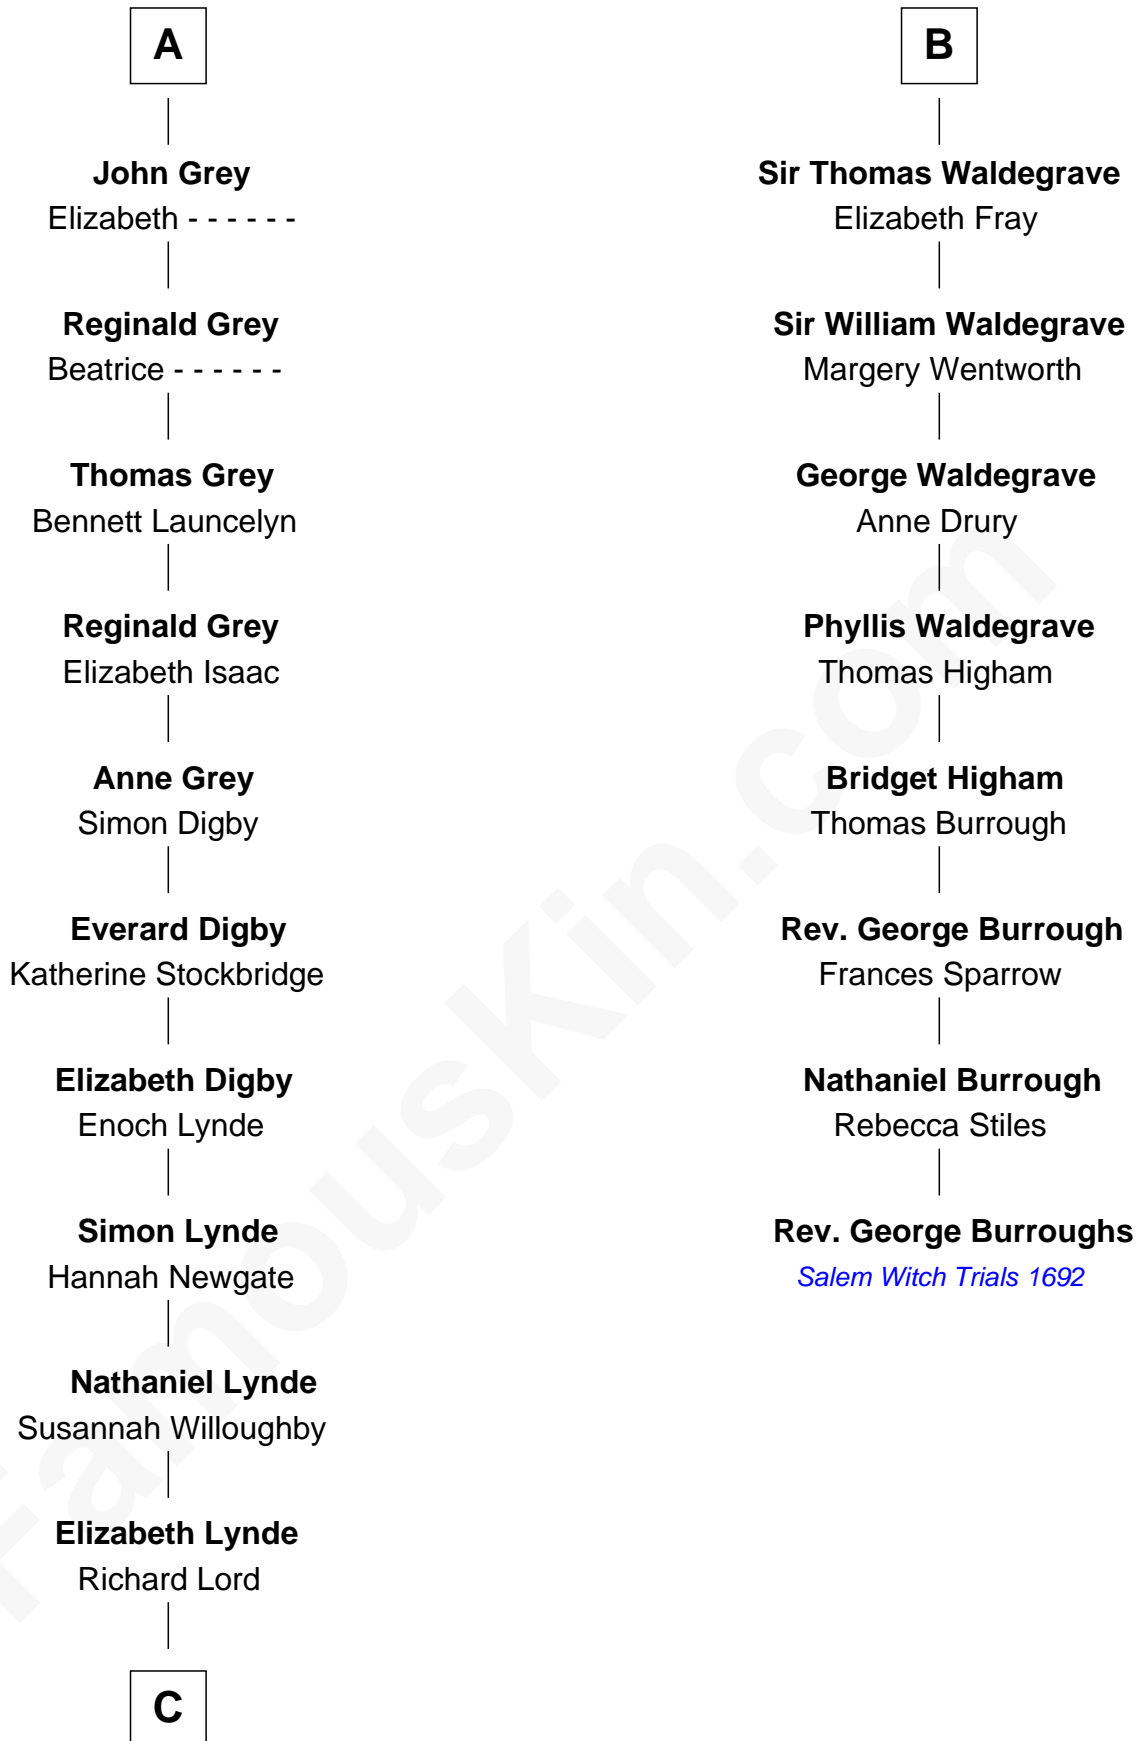 A
John Grey
Elizabeth - - - - - -
Reginald Grey
Beatrice - - - - - -
Thomas Grey
Bennett Launcelyn
Reginald Grey
Elizabeth Isaac
Anne Grey
Simon Digby
Everard Digby
Katherine Stockbridge
Elizabeth Digby
Enoch Lynde
Simon Lynde
Hannah Newgate
Nathaniel Lynde
Susannah Willoughby
Elizabeth Lynde
Richard Lord
C
B
Sir Thomas Waldegrave
Elizabeth Fray
Sir William Waldegrave
Margery Wentworth
George Waldegrave
Anne Drury
Phyllis Waldegrave
Thomas Higham
Bridget Higham
Thomas Burrough
Rev. George Burrough
Frances Sparrow
Nathaniel Burrough
Rebecca Stiles
Rev. George Burroughs
Salem Witch Trials 1692
FamousKin.com